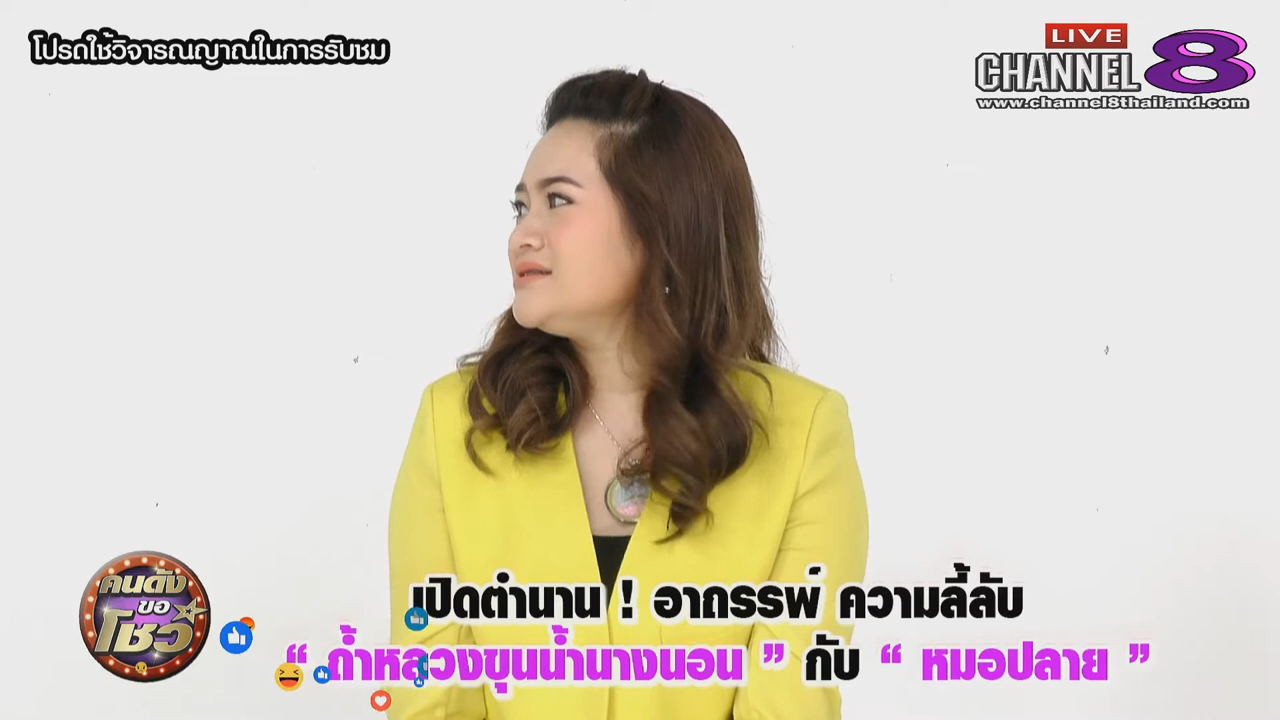 โปรดใช้วิจารณญาณในการรับชม
LIVE
CHANNEL 8
www.channel8thailand.com
คนดัง
ขอ
โชว์
เปิดตำนาน ! อาถรรพ์ ความลี้ลับ
“ ถ้ำหลวงขุนน้ำนางนอน ” กับ “ หมอปลาย ”